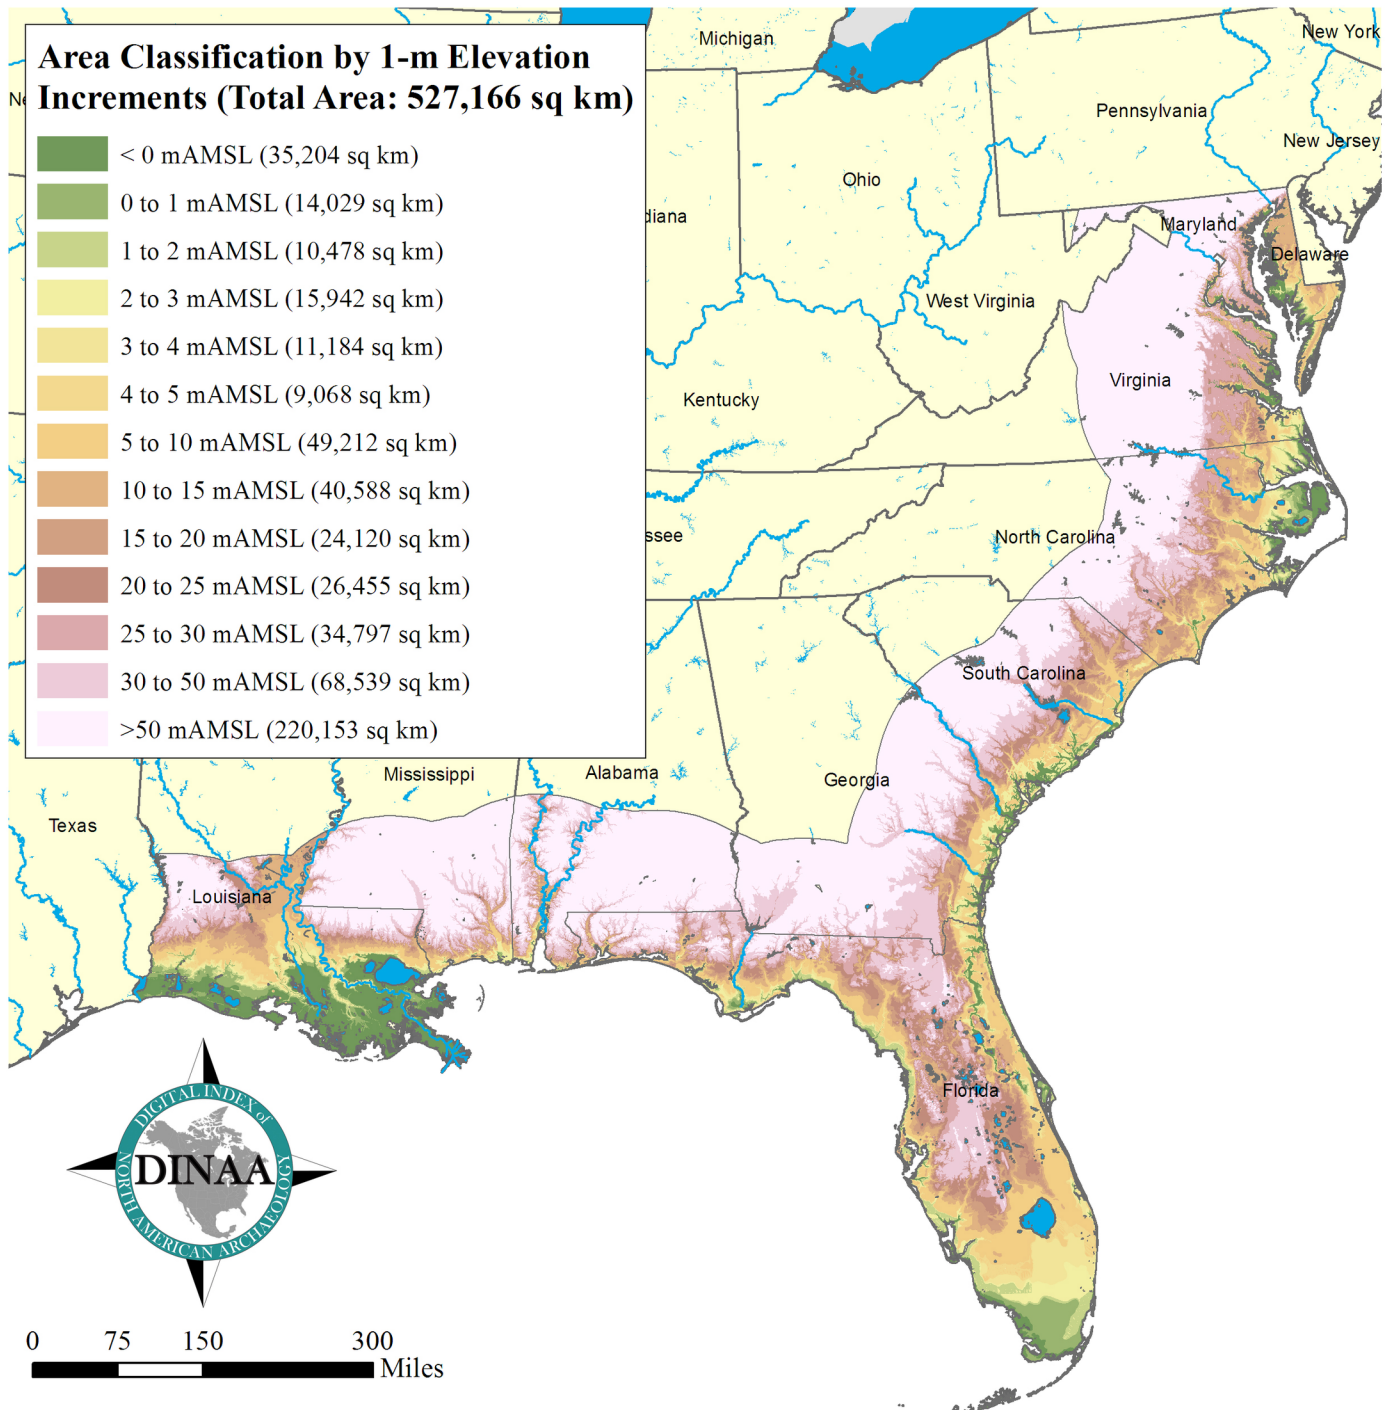 Area Classification by 1-m Elevation
Increments (Total Area: 527,166 sq km)
< 0 mAMSL (35,204 sq km)
0 to 1 mAMSL (14,029 sq km)
1 to 2 mAMSL (10,478 sq km)
2 to 3 mAMSL (15,942 sq km)
3 to 4 mAMSL (11,184 sq km)
4 to 5 mAMSL (9,068 sq km)
5 to 10 mAMSL (49,212 sq km)
10 to 15 mAMSL (40,588 sq km)
15 to 20 mAMSL (24,120 sq km)
20 to 25 mAMSL (26,455 sq km)
25 to 30 mAMSL (34,797 sq km)
30 to 50 mAMSL (68,539 sq km)
>50 mAMSL (220,153 sq km)
Ne
Michigan
New York
Pennsylvania
New Jersey
Ohio
diana
Maryland
Delaware
West Virginia
Virginia
Kentucky
ssee
North Carolina
South Carolina
Georgia
Alabama
Mississippi
Texas
Louisiana
Florida
DIGITAL INDEX of
DINAA
NORTH AMERICAN ARCHAEOLOGY
0 75 150 300
Miles